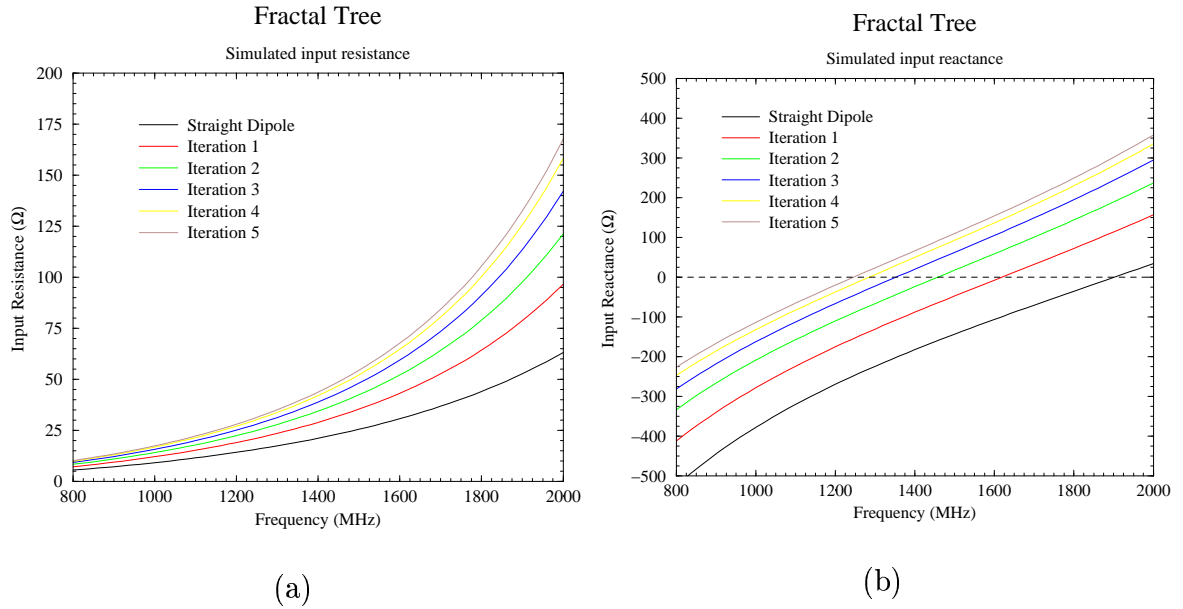 Fractal Tree
Simulated input resistance
200
175
150
125
100
75
50
25
0
Input Resistance (Ω)
Straight Dipole
Iteration 1
Iteration 2
Iteration 3
Iteration 4
Iteration 5
800 1000 1200 1400 1600 1800 2000
Frequency (MHz)
(a)
Fractal Tree
Simulated input reactance
500
400
300
200
100
0
−100
−200
−300
−400
−500
Input Reactance (Ω)
Straight Dipole
Iteration 1
Iteration 2
Iteration 3
Iteration 4
Iteration 5
800 1000 1200 1400 1600 1800 2000
Frequency (MHz)
(b)